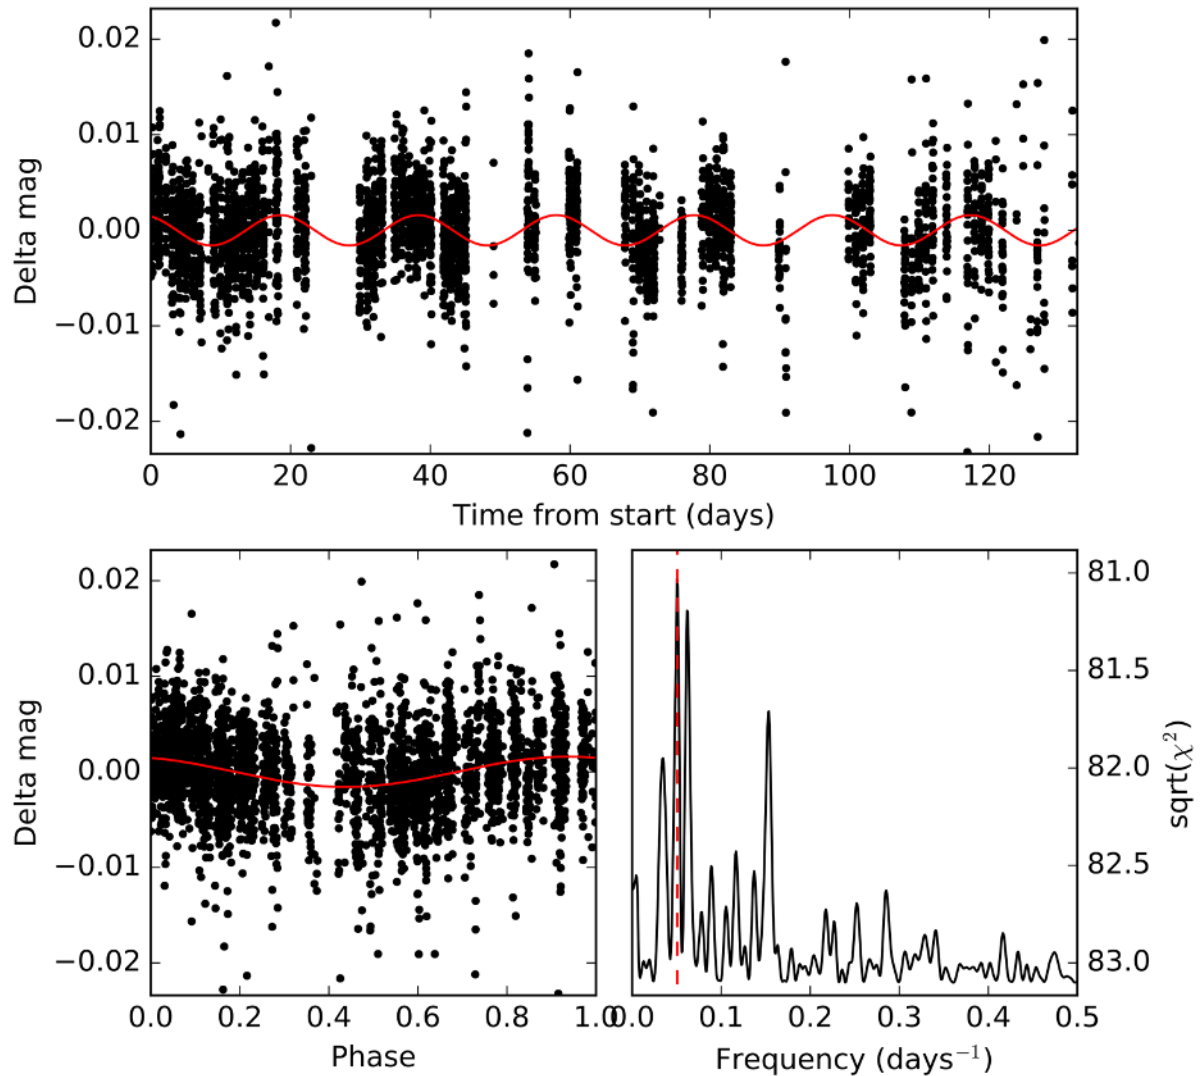 0.02
0.01
0.00
−0.01
−0.02
Delta mag
0 20 40 60 80 100 120
Time from start (days)
0.02
0.01
0.00
−0.01
−0.02
Delta mag
0.0 0.2 0.4 0.6 0.8 1.0
Phase
81.0
81.5
82.0
82.5
83.0
sqrt(χ²)
0.0 0.1 0.2 0.3 0.4 0.5
Frequency (days⁻¹)